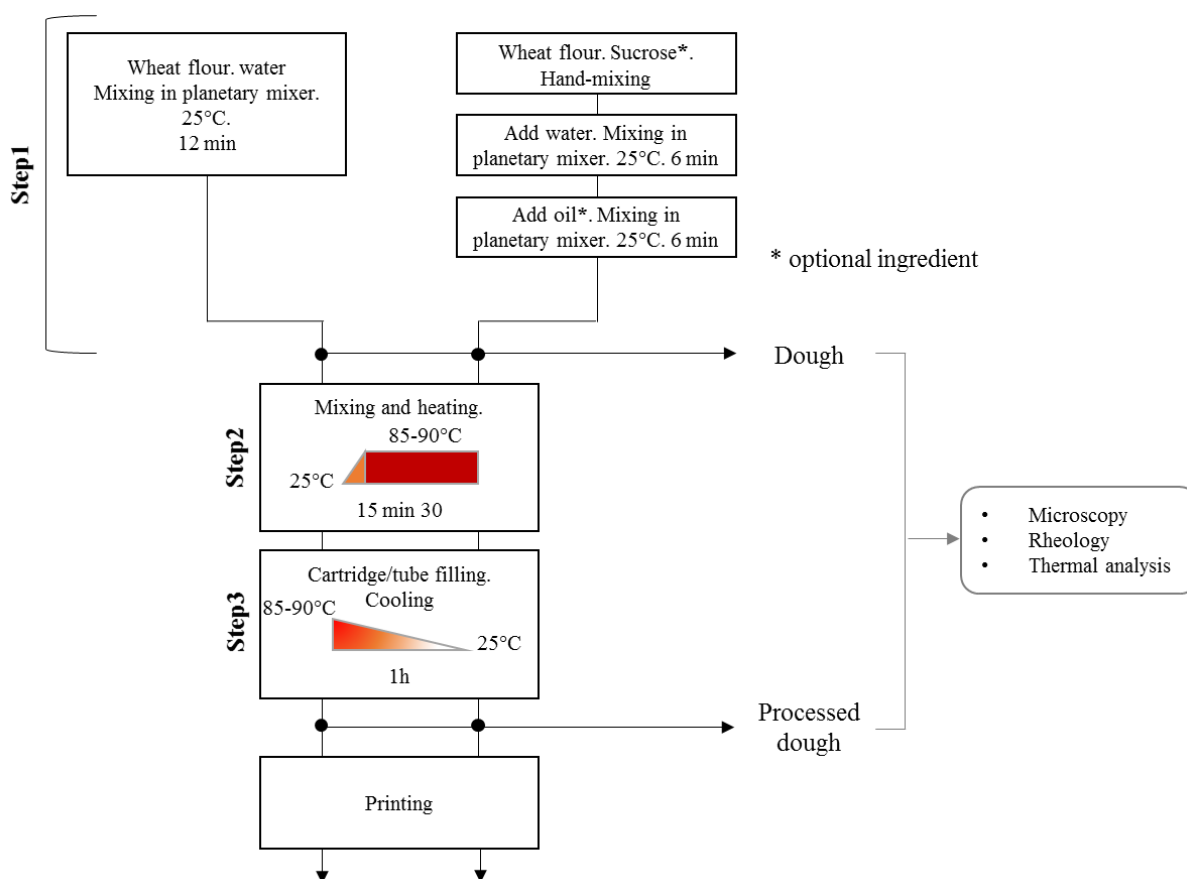 Step1
Wheat flour. water
Mixing in planetary mixer.
25°C.
12 min
Wheat flour. Sucrose*.
Hand-mixing
Add water. Mixing in
planetary mixer. 25°C. 6 min
Add oil*. Mixing in
planetary mixer. 25°C. 6 min
* optional ingredient
Dough
Step2
Mixing and heating.
85-90°C
25°C
15 min 30
• Microscopy
• Rheology
• Thermal analysis
Step3
Cartridge/tube filling.
Cooling
85-90°C
25°C
1h
Processed
dough
Printing